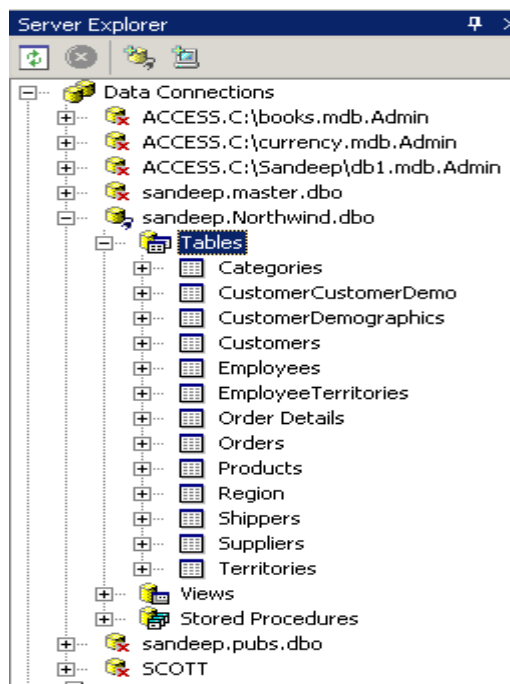 Server Explorer
Data Connections
ACCESS.C:\books.mdb.Admin
ACCESS.C:\currency.mdb.Admin
ACCESS.C:\Sandeep\db1.mdb.Admin
sandeep.master.dbo
sandeep.Northwind.dbo
Tables
Categories
CustomerCustomerDemo
CustomerDemographics
Customers
Employees
EmployeeTerritories
Order Details
Orders
Products
Region
Shippers
Suppliers
Territories
Views
Stored Procedures
sandeep.pubs.dbo
SCOTT